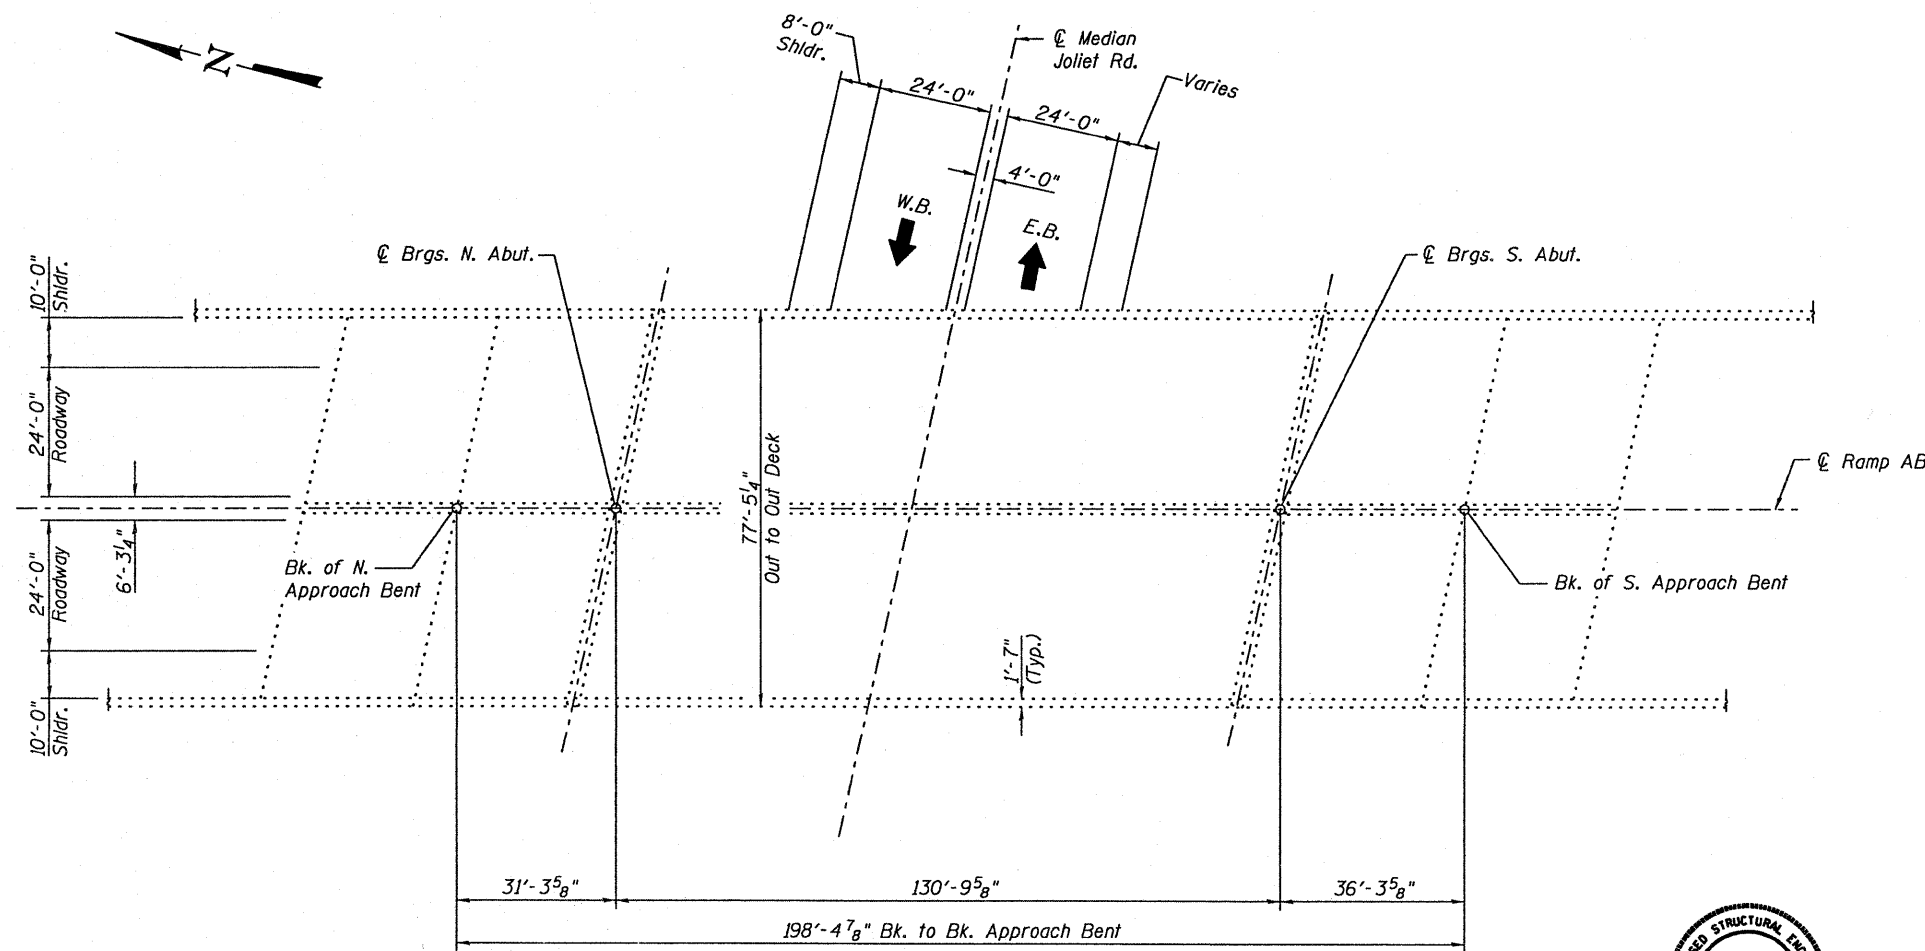 N
8'-0"
Shldr.
℄ Median
Joliet Rd.
24'-0"
24'-0"
Varies
4'-0"
W.B.
E.B.
℄ Brgs. N. Abut.
℄ Brgs. S. Abut.
10'-0"
Shldr.
24'-0"
Roadway
6'-3¼"
24'-0"
Roadway
10'-0"
Shldr.
77'-5¼"
Out to Out Deck
℄ Ramp AB
Bk. of N.
Approach Bent
Bk. of S. Approach Bent
1'-7"
(Typ.)
31'-3⅝"
130'-9⅝"
36'-3⅝"
198'-4⅞" Bk. to Bk. Approach Bent
STRUCTURAL